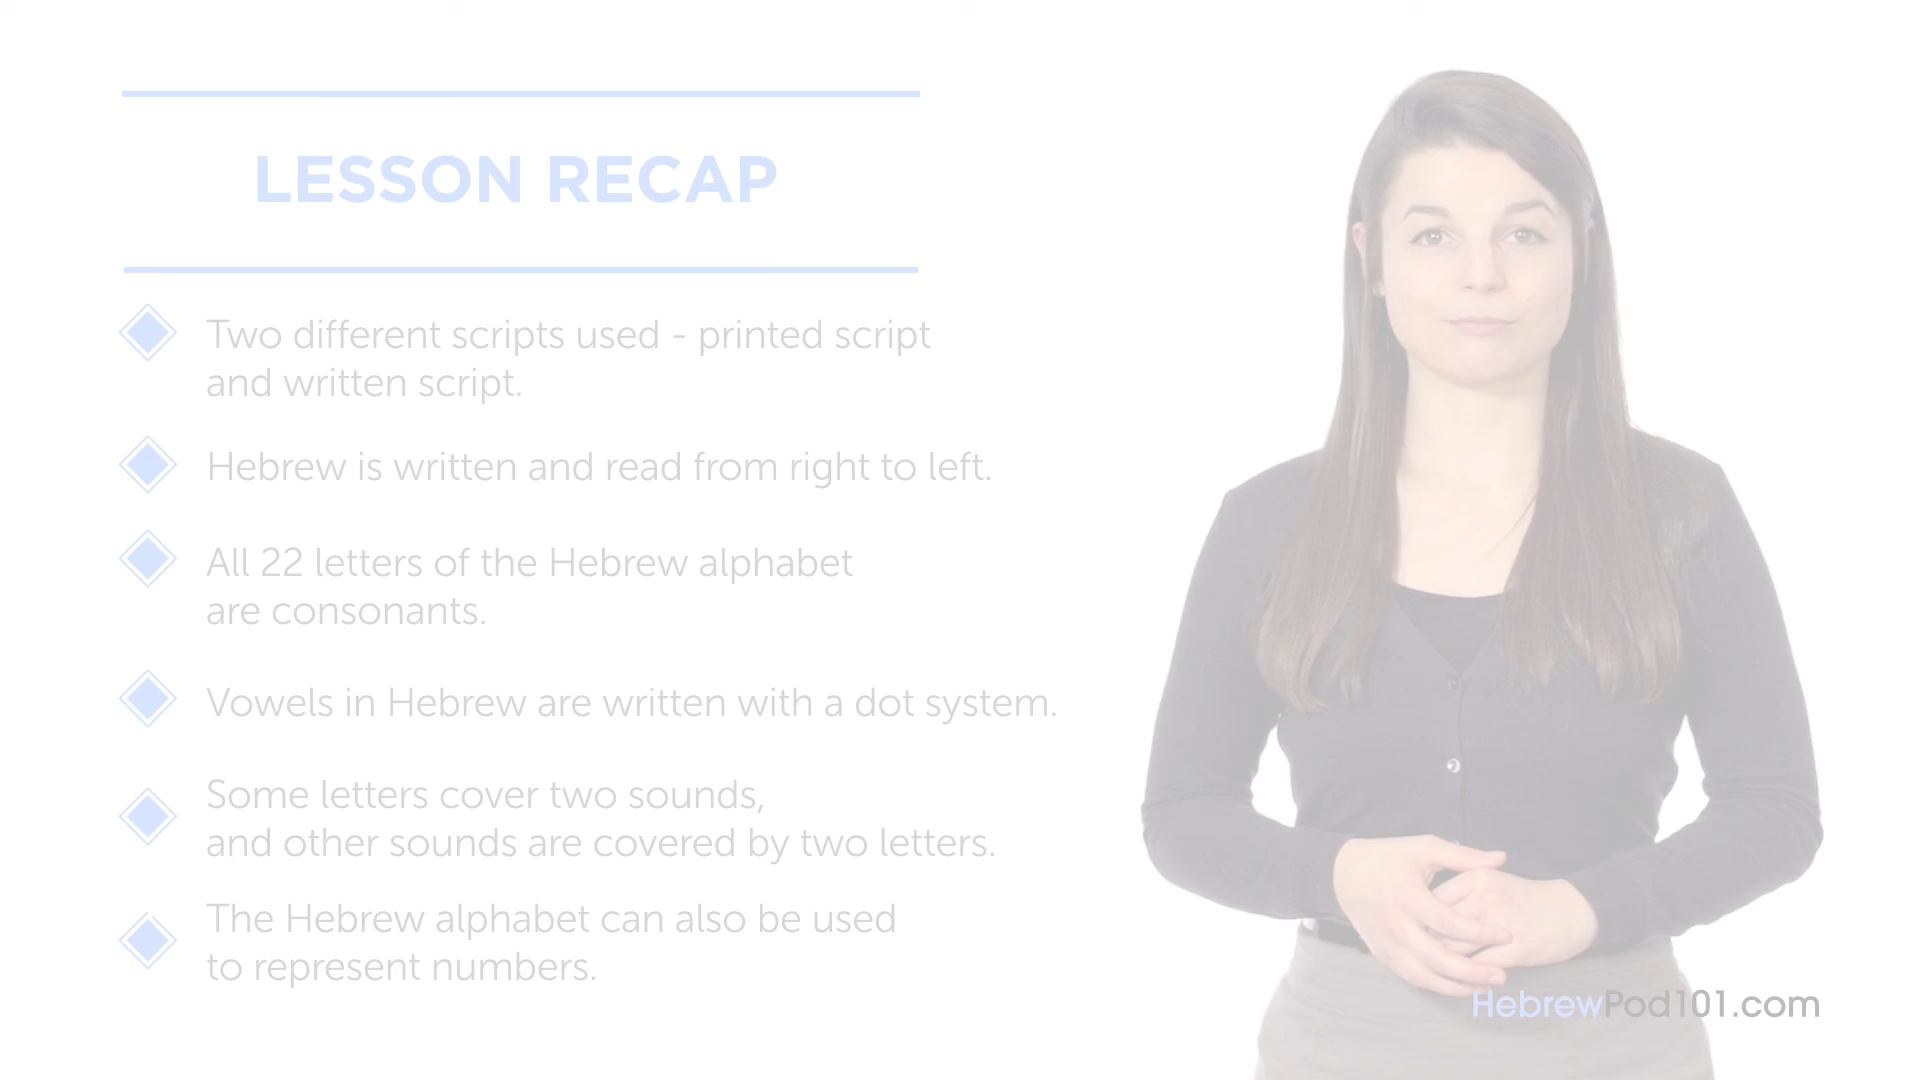 LESSON RECAP
Two different scripts used - printed script
and written script.
Hebrew is written and read from right to left.
All 22 letters of the Hebrew alphabet
are consonants.
Vowels in Hebrew are written with a dot system.
Some letters cover two sounds,
and other sounds are covered by two letters.
The Hebrew alphabet can also be used
to represent numbers.
HebrewPod101.com